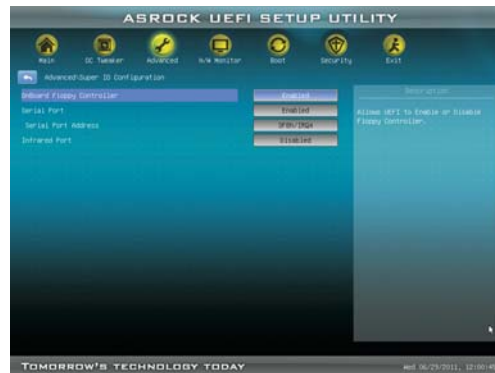 ASROCK UEFI SETUP UTILITY
Main
OC Tweaker
Advanced
H/W Monitor
Boot
Security
Exit
Advanced\Super IO Configuration
OnBoard Floppy Controller
Enabled
Serial Port
Enabled
Serial Port Address
3F8h/IRQ4
Infrared Port
Disabled
Description
Allows UEFI to Enable or Disable
Floppy Controller.
TOMORROW'S TECHNOLOGY TODAY
Wed 06/29/2011, 12:00: